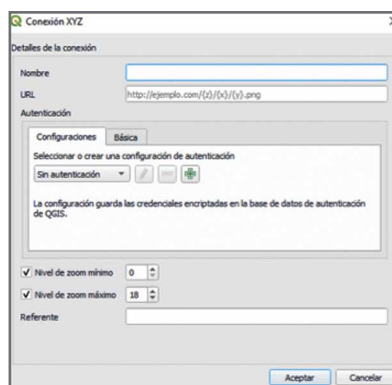 Conexión XYZ
Detalles de la conexión
Nombre
URL http://ejemplo.com/{z}/{x}/{y}.png
Autenticación
Configuraciones Básica
Seleccionar o crear una configuración de autenticación
Sin autenticación
La configuración guarda las credenciales encriptadas en la base de datos de autenticación
de QGIS.
Nivel de zoom mínimo 0
Nivel de zoom máximo 18
Referente
Aceptar Cancelar